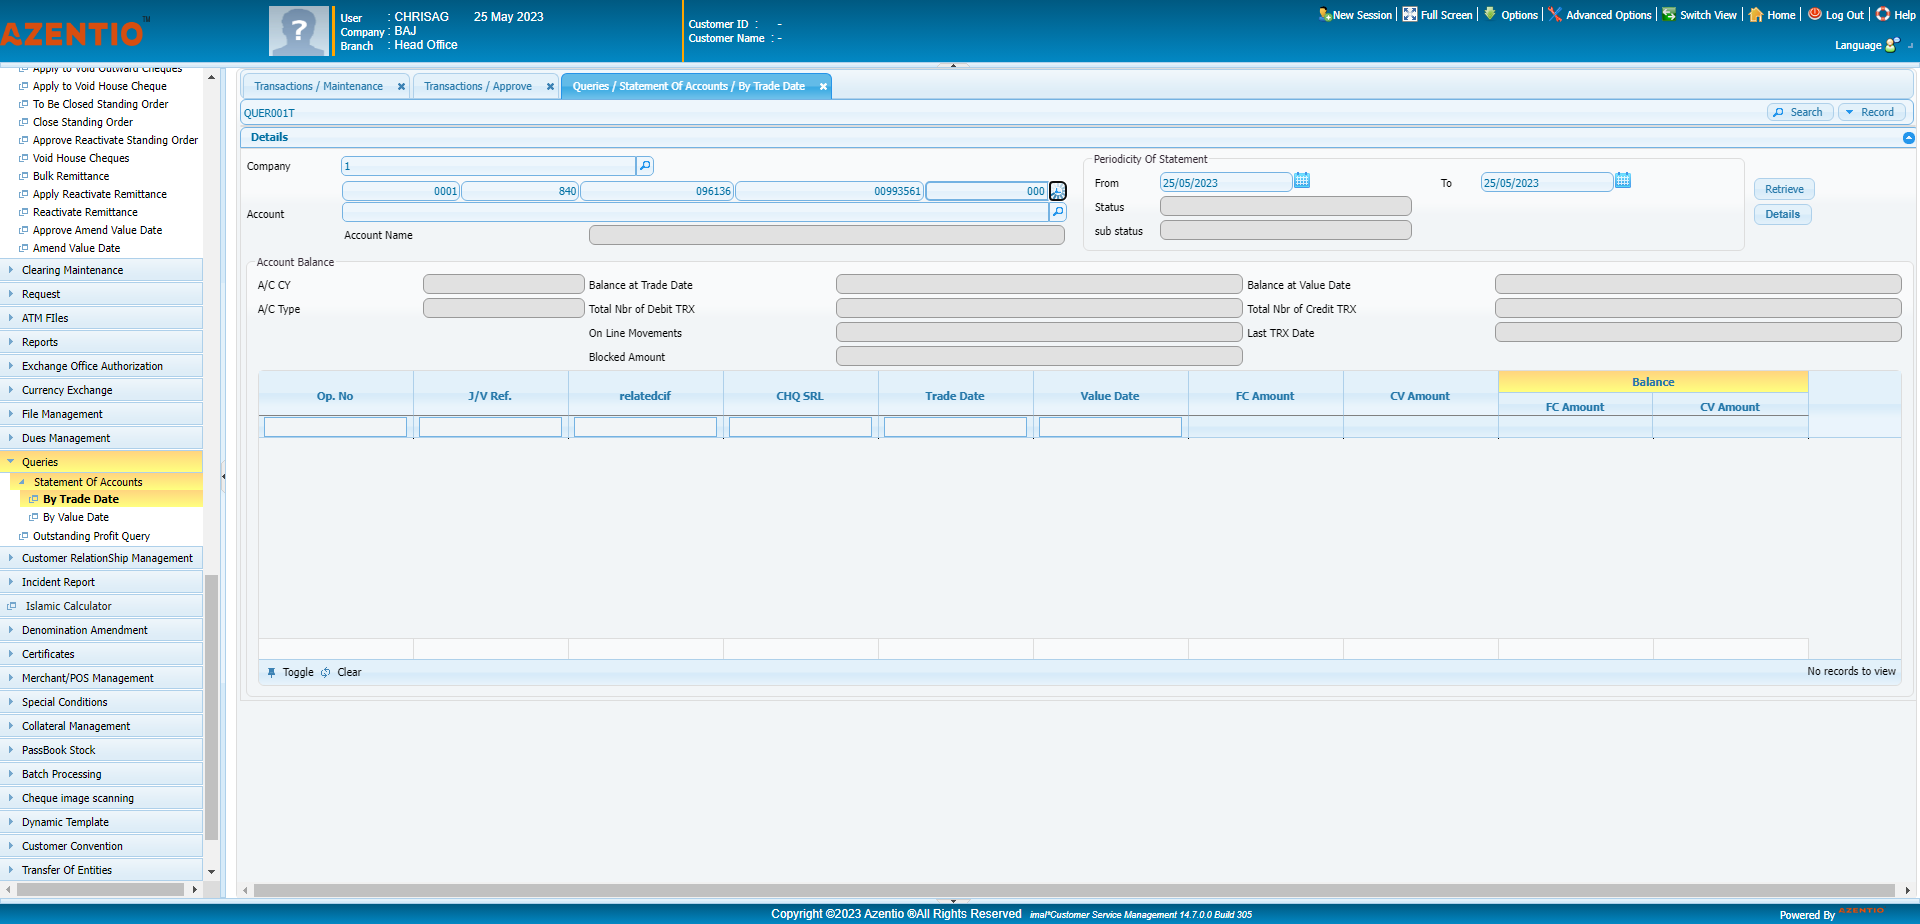 AZENTIO TM
User : CHRISAG 25 May 2023
Company : BAJ
Branch : Head Office
Customer ID : -
Customer Name : -
New Session Full Screen Options Advanced Options Switch View Home Log Out Help
Language
Apply to Void Outward Cheques
Apply to Void House Cheque
To Be Closed Standing Order
Close Standing Order
Approve Reactivate Standing Order
Void House Cheques
Bulk Remittance
Apply Reactivate Remittance
Reactivate Remittance
Approve Amend Value Date
Amend Value Date
Clearing Maintenance
Request
ATM FIles
Reports
Exchange Office Authorization
Currency Exchange
File Management
Dues Management
Queries
Statement Of Accounts
By Trade Date
By Value Date
Outstanding Profit Query
Customer RelationShip Management
Incident Report
Islamic Calculator
Denomination Amendment
Certificates
Merchant/POS Management
Special Conditions
Collateral Management
PassBook Stock
Batch Processing
Cheque image scanning
Dynamic Template
Customer Convention
Transfer Of Entities
Transactions / Maintenance Transactions / Approve Queries / Statement Of Accounts / By Trade Date
QUER001T Search Record
Details
Company 1
0001 840 096136 00993561 000
Account
Account Name
Periodicity Of Statement
From 25/05/2023 To 25/05/2023
Status
sub status
Retrieve
Details
Account Balance
A/C CY Balance at Trade Date Balance at Value Date
A/C Type Total Nbr of Debit TRX Total Nbr of Credit TRX
On Line Movements Last TRX Date
Blocked Amount
Op. No J/V Ref. relatedcif CHQ SRL Trade Date Value Date FC Amount CV Amount Balance
FC Amount CV Amount
Toggle Clear No records to view
Copyright ©2023 Azentio ®All Rights Reserved imal*Customer Service Management 14.7.0.0 Build 305
Powered By AZENTIO